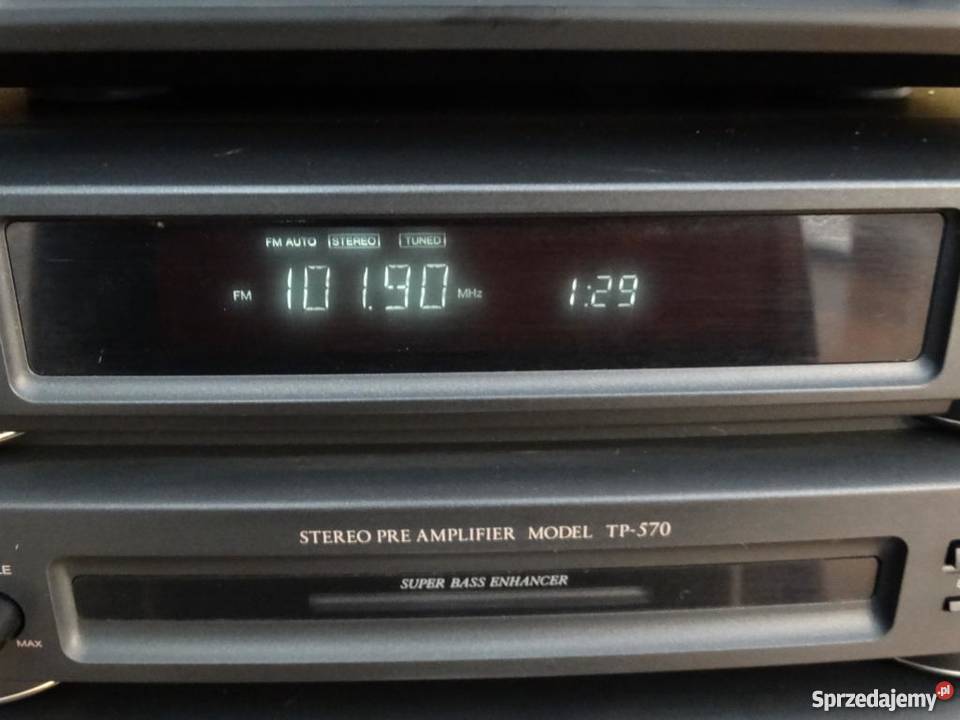 FM AUTO STEREO TUNED
FM 101.90 MHz 1:29
STEREO PRE AMPLIFIER MODEL TP-570
SUPER BASS ENHANCER
MAX
Sprzedajemy.pl